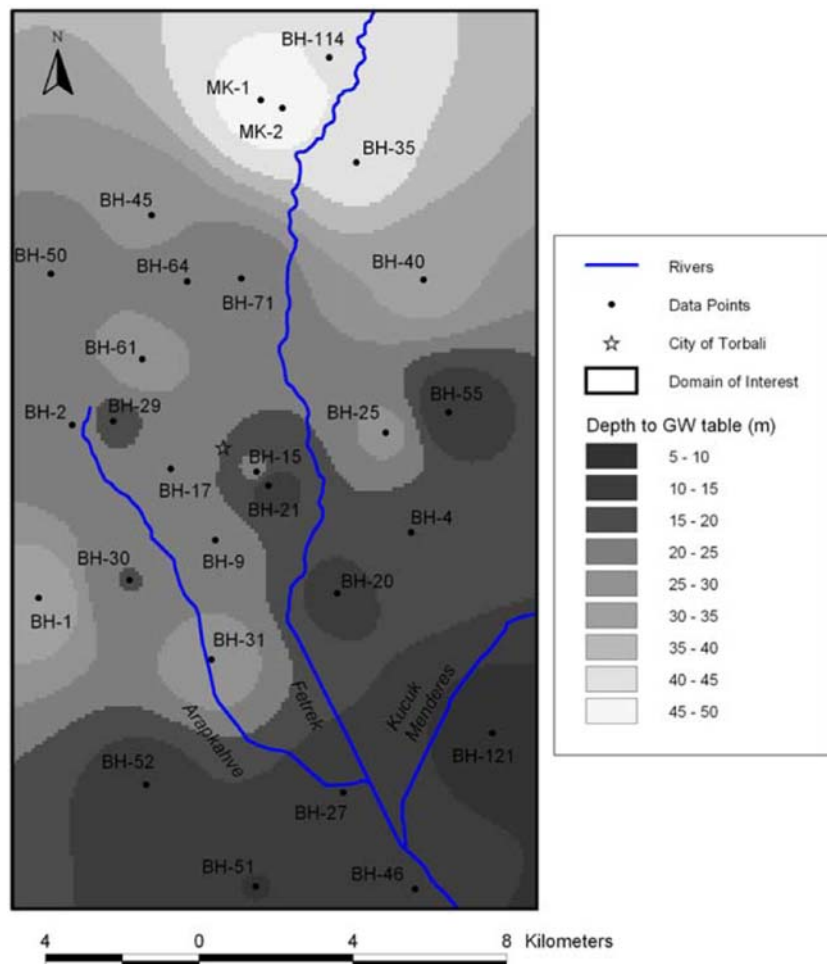 N
BH-114
MK-1
MK-2
BH-35
BH-45
BH-50
BH-64
BH-71
BH-40
BH-61
BH-55
BH-2
BH-29
BH-25
BH-15
BH-17
BH-21
BH-4
BH-9
BH-30
BH-20
BH-1
BH-31
Arapkahve
Fetrek
Kucuk
Menderes
BH-121
BH-52
BH-27
BH-51
BH-46
Rivers
Data Points
City of Torbali
Domain of Interest
Depth to GW table (m)
5 - 10
10 - 15
15 - 20
20 - 25
25 - 30
30 - 35
35 - 40
40 - 45
45 - 50
4 0 4 8 Kilometers